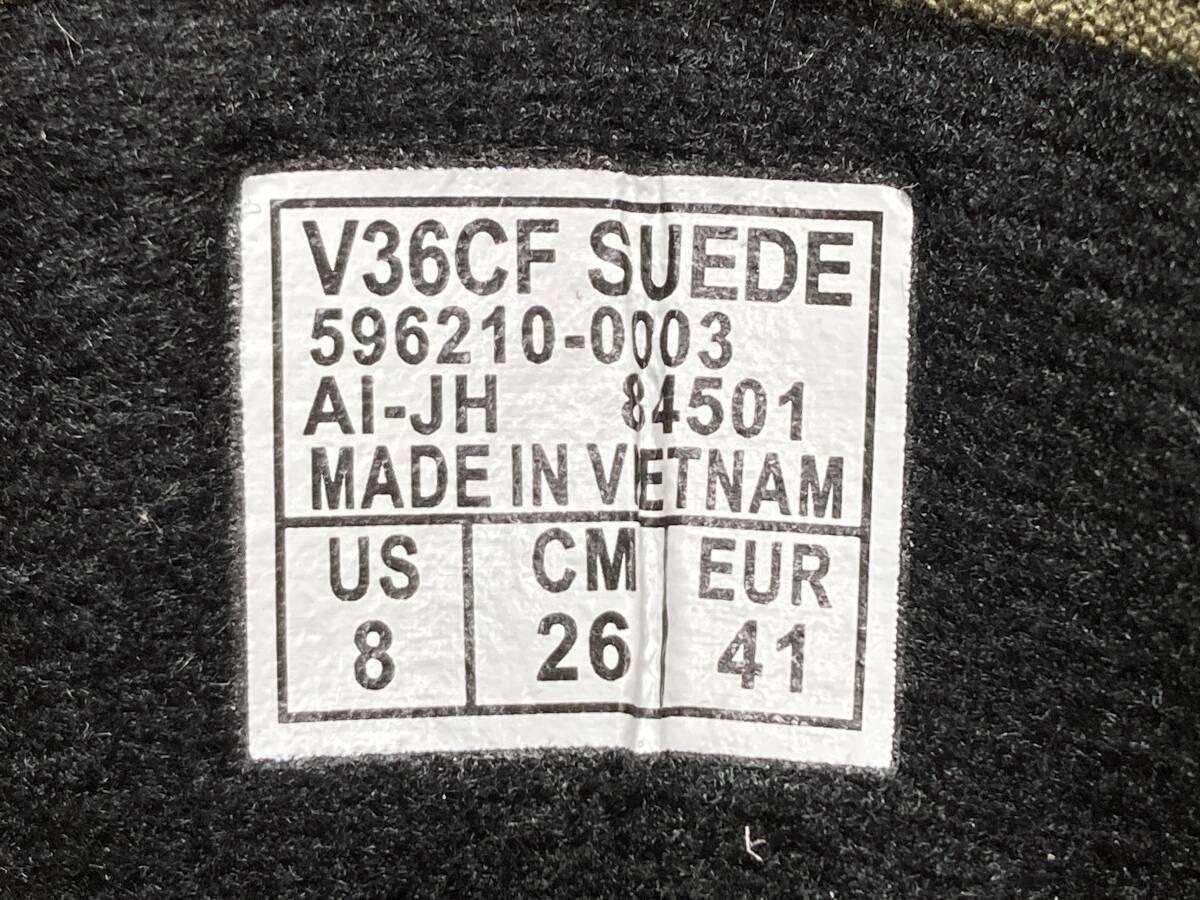 V36CF SUEDE
596210-0003
AI-JH 84501
MADE IN VIETNAM
US CM EUR
8 26 41